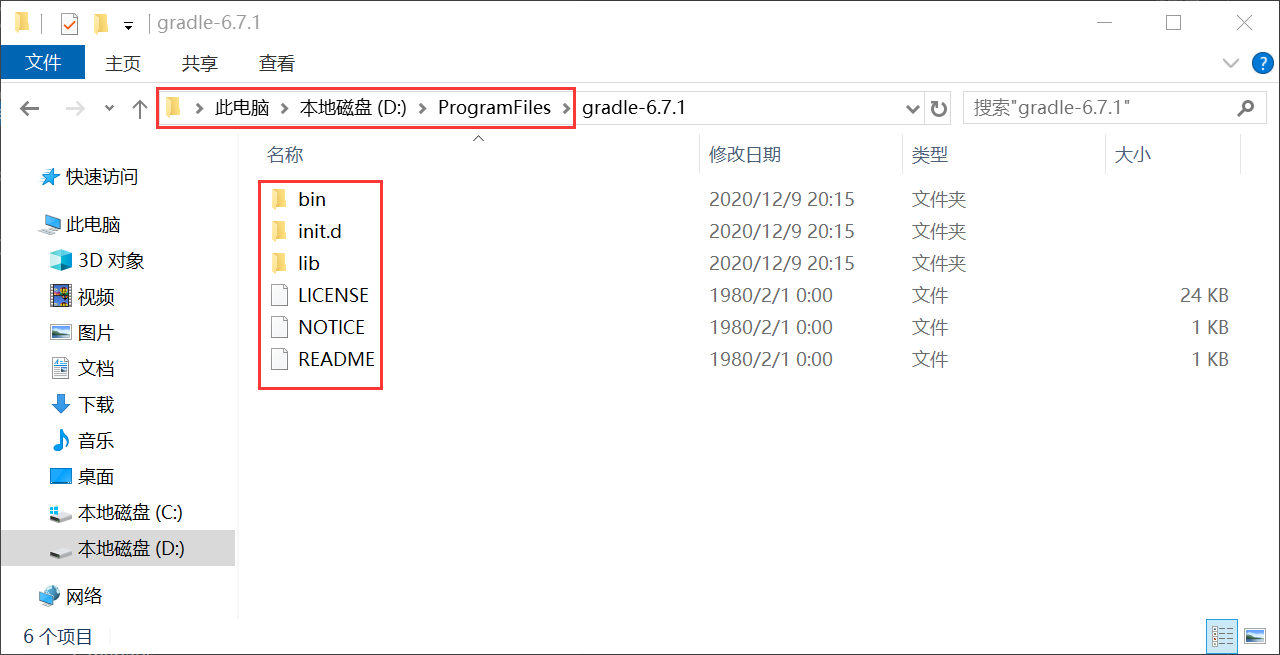 gradle-6.7.1
文件 主页 共享 查看
此电脑 本地磁盘 (D:) ProgramFiles gradle-6.7.1 搜索"gradle-6.7.1"
名称 修改日期 类型 大小
快速访问
此电脑
3D 对象
视频
图片
文档
下载
音乐
桌面
本地磁盘 (C:)
本地磁盘 (D:)
网络
bin 2020/12/9 20:15 文件夹
init.d 2020/12/9 20:15 文件夹
lib 2020/12/9 20:15 文件夹
LICENSE 1980/2/1 0:00 文件 24 KB
NOTICE 1980/2/1 0:00 文件 1 KB
README 1980/2/1 0:00 文件 1 KB
6 个项目